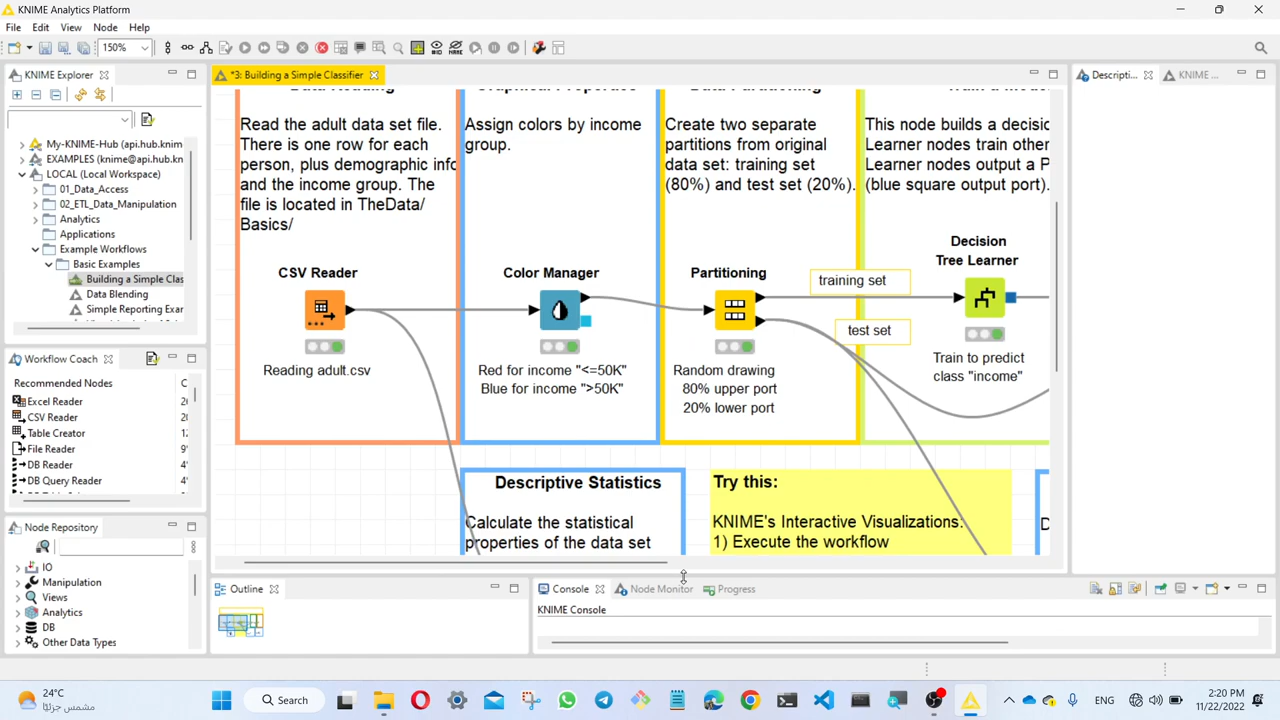 KNIME Analytics Platform
File Edit View Node Help
150%
KNIME Explorer
My-KNIME-Hub (api.hub.knim
EXAMPLES (knime@api.hub.kn
LOCAL (Local Workspace)
01_Data_Access
02_ETL_Data_Manipulation
Analytics
Applications
Example Workflows
Basic Examples
Building a Simple Clas
Data Blending
Simple Reporting Exar
Workflow Coach
Recommended Nodes C
Excel Reader 2(
CSV Reader 1(
Table Creator 1;
File Reader 9'
DB Reader 4'
DB Query Reader 4'
Node Repository
IO
Manipulation
Views
Analytics
DB
Other Data Types
*3: Building a Simple Classifier
Read the adult data set file.
There is one row for each
person, plus demographic info
and the income group. The
file is located in TheData/
Basics/
CSV Reader
Reading adult.csv
Assign colors by income
group.
Color Manager
Red for income "<=50K"
Blue for income ">50K"
Data Partitioning
Create two separate
partitions from original
data set: training set
(80%) and test set (20%).
Partitioning
Random drawing
80% upper port
20% lower port
training set
test set
This node builds a decisio
Learner nodes train other
Learner nodes output a P
(blue square output port).
Decision
Tree Learner
Train to predict
class "income"
Descriptive Statistics
Calculate the statistical
properties of the data set
Try this:
KNIME's Interactive Visualizations:
1) Execute the workflow
D
Descripti...
KNIME ...
Outline
Console
Node Monitor
Progress
KNIME Console
24°C
مشمس جزئيًا
Search
ENG
2:20 PM
11/22/2022